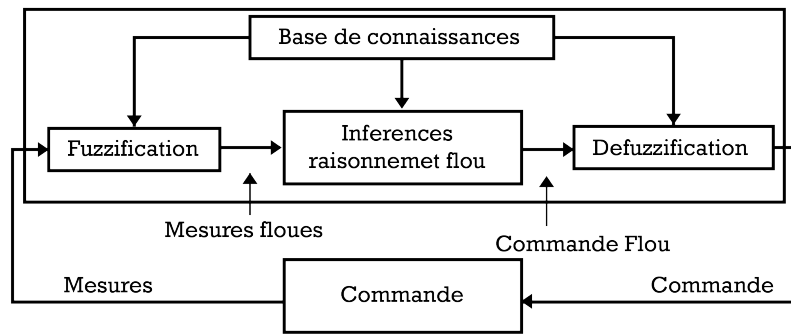 Base de connaissances
Fuzzification
Inferences
raisonnemet flou
Defuzzification
Mesures floues
Commande Flou
Mesures
Commande
Commande